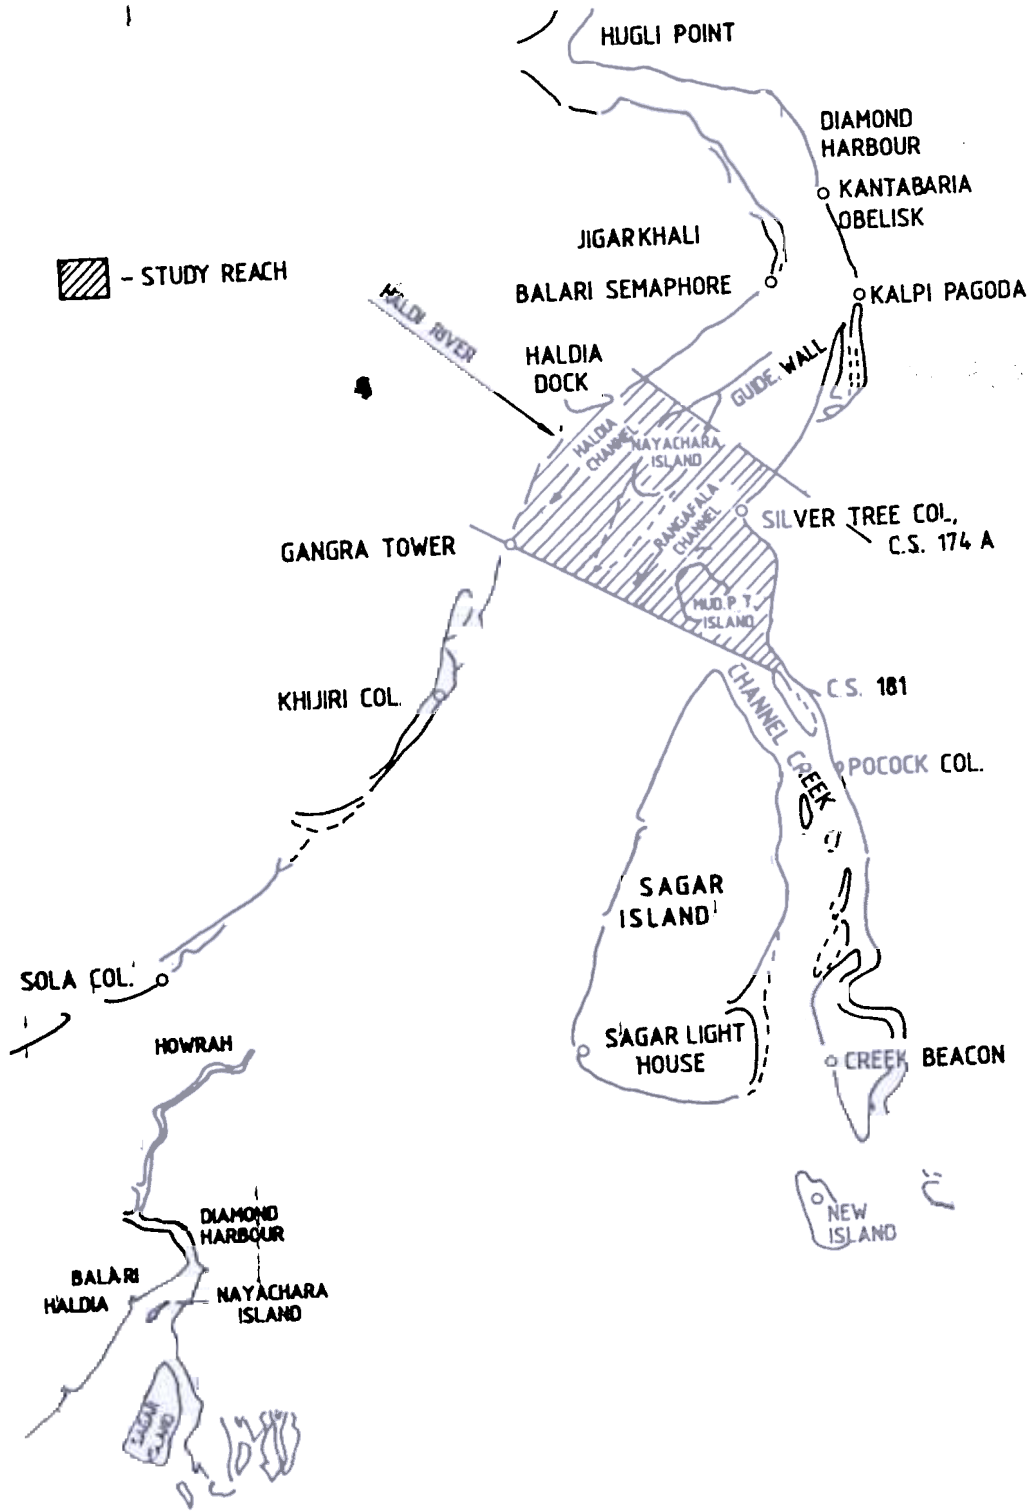 HUGLI POINT
DIAMOND
HARBOUR
KANTABARIA
OBELISK
JIGARKHALI
- STUDY REACH
BALARI SEMAPHORE
KALPI PAGODA
HALDI RIVER
HALDIA
DOCK
GUIDE. WALL
HALDIA
CHANNEL
NAYACHARA
ISLAND
RANGAFALA
CHANNEL
SILVER TREE COL,
C.S. 174 A
GANGRA TOWER
MUD.P.T.
ISLAND
KHIJIRI COL.
C.S. 181
CHANNEL CREEK
POCOCK COL.
SAGAR
ISLAND
SOLA COL.
SAGAR LIGHT
HOUSE
CREEK BEACON
HOWRAH
NEW
ISLAND
DIAMOND
HARBOUR
BALARI
HALDIA
NAYACHARA
ISLAND
SAGAR
ISLAND